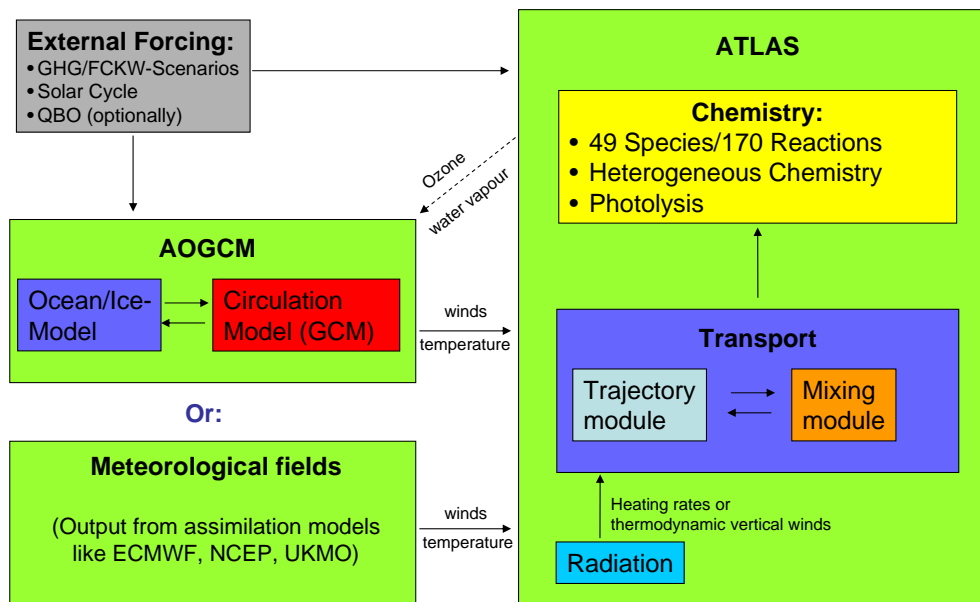 External Forcing:
• GHG/FCKW-Scenarios
• Solar Cycle
• QBO (optionally)
Ozone
water vapour
AOGCM
Ocean/Ice-
Model
Circulation
Model (GCM)
winds
temperature
Or:
Meteorological fields
(Output from assimilation models
like ECMWF, NCEP, UKMO)
winds
temperature
ATLAS
Chemistry:
• 49 Species/170 Reactions
• Heterogeneous Chemistry
• Photolysis
Transport
Trajectory
module
Mixing
module
Heating rates or
thermodynamic vertical winds
Radiation